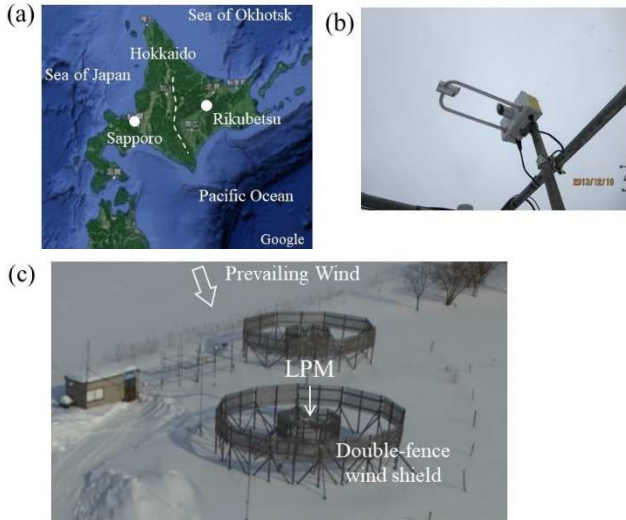 (a)
Sea of Okhotsk
Hokkaido
Sea of Japan
Rikubetsu
Sapporo
Pacific Ocean
Google
(b)
2013/12/10
(c)
Prevailing Wind
LPM
Double-fence
wind shield